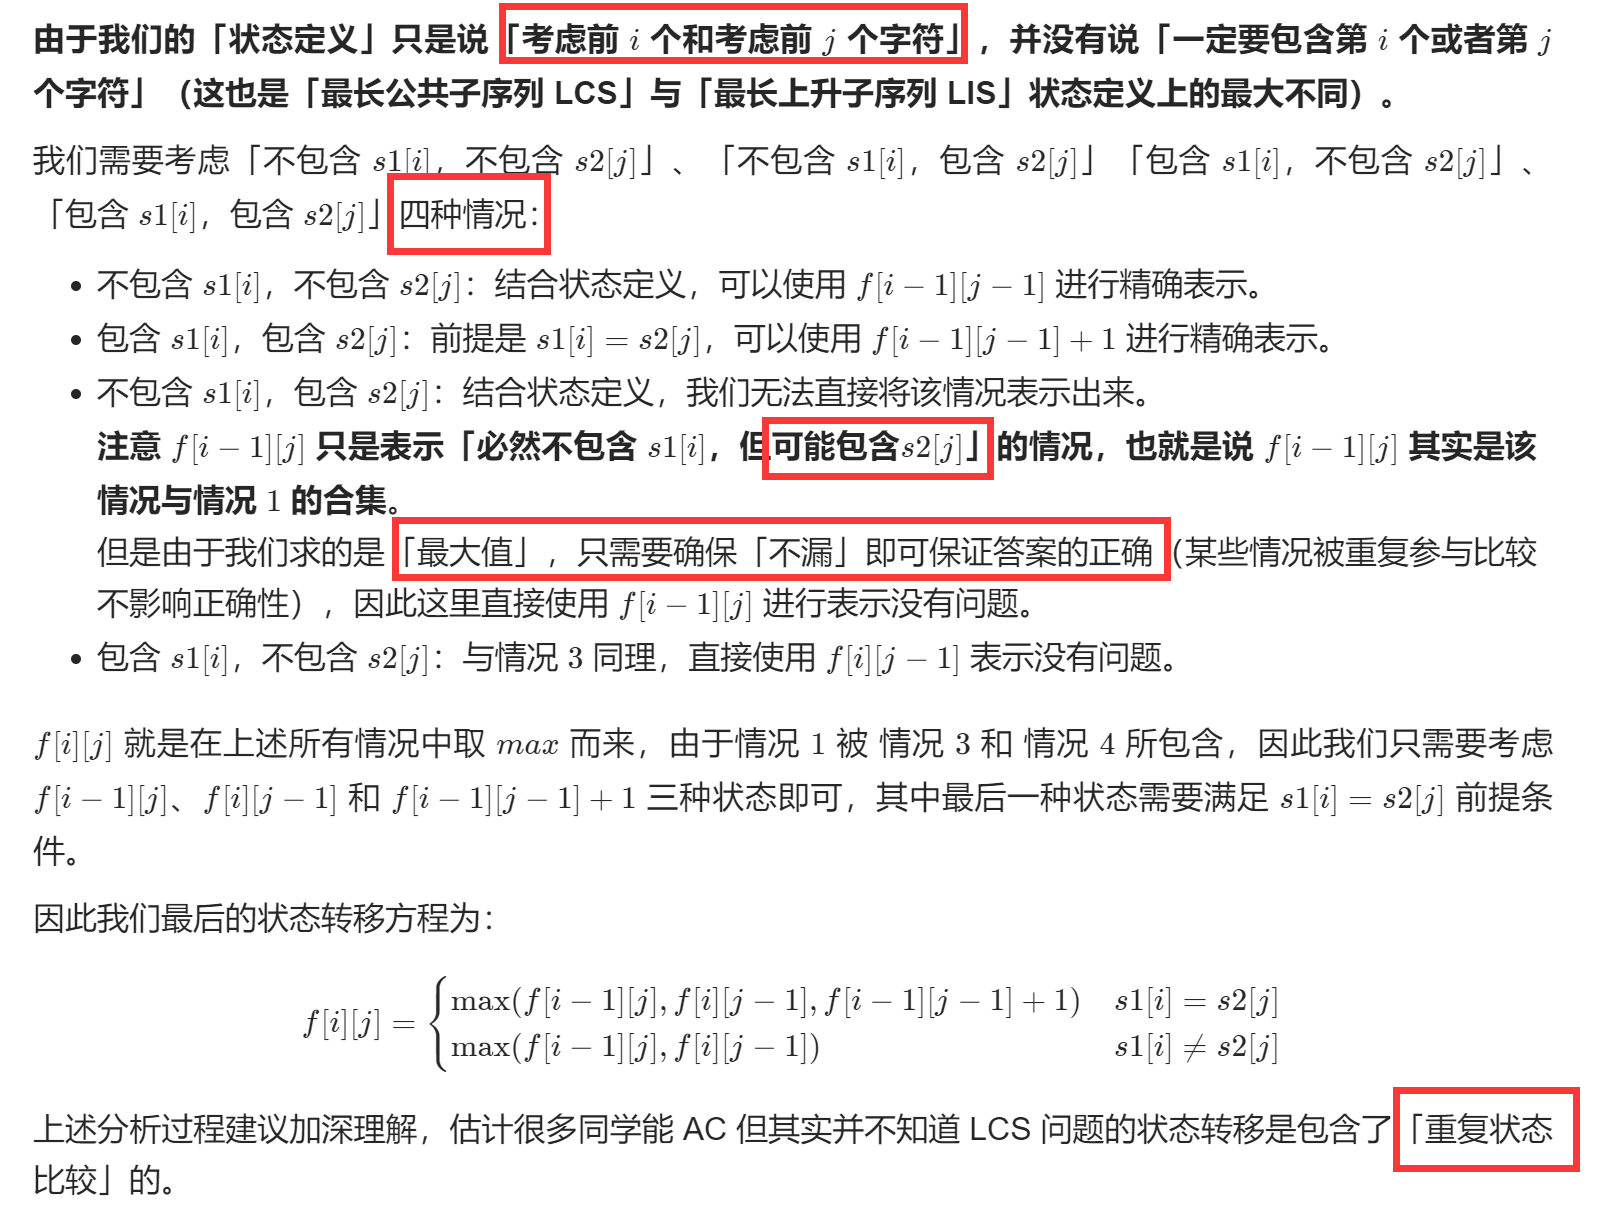 由于我们的「状态定义」只是说「考虑前 i 个和考虑前 j 个字符」，并没有说「一定要包含第 i 个或者第 j
个字符」（这也是「最长公共子序列 LCS」与「最长上升子序列 LIS」状态定义上的最大不同）。
我们需要考虑「不包含 s1[i]，不包含 s2[j]」、「不包含 s1[i]，包含 s2[j]」「包含 s1[i]，不包含 s2[j]」、
「包含 s1[i]，包含 s2[j]」四种情况：
• 不包含 s1[i]，不包含 s2[j]：结合状态定义，可以使用 f[i − 1][j − 1] 进行精确表示。
• 包含 s1[i]，包含 s2[j]：前提是 s1[i] = s2[j]，可以使用 f[i − 1][j − 1] + 1 进行精确表示。
• 不包含 s1[i]，包含 s2[j]：结合状态定义，我们无法直接将该情况表示出来。
注意 f[i − 1][j] 只是表示「必然不包含 s1[i]，但可能包含s2[j]」的情况，也就是说 f[i − 1][j] 其实是该
情况与情况 1 的合集。
但是由于我们求的是「最大值」，只需要确保「不漏」即可保证答案的正确（某些情况被重复参与比较
不影响正确性），因此这里直接使用 f[i − 1][j] 进行表示没有问题。
• 包含 s1[i]，不包含 s2[j]：与情况 3 同理，直接使用 f[i][j − 1] 表示没有问题。
f[i][j] 就是在上述所有情况中取 max 而来，由于情况 1 被 情况 3 和 情况 4 所包含，因此我们只需要考虑
f[i − 1][j]、f[i][j − 1] 和 f[i − 1][j − 1] + 1 三种状态即可，其中最后一种状态需要满足 s1[i] = s2[j] 前提条
件。
因此我们最后的状态转移方程为：
f[i][j] = { max(f[i − 1][j], f[i][j − 1], f[i − 1][j − 1] + 1) s1[i] = s2[j]
max(f[i − 1][j], f[i][j − 1]) s1[i] ≠ s2[j]
上述分析过程建议加深理解，估计很多同学能 AC 但其实并不知道 LCS 问题的状态转移是包含了「重复状态
比较」的。